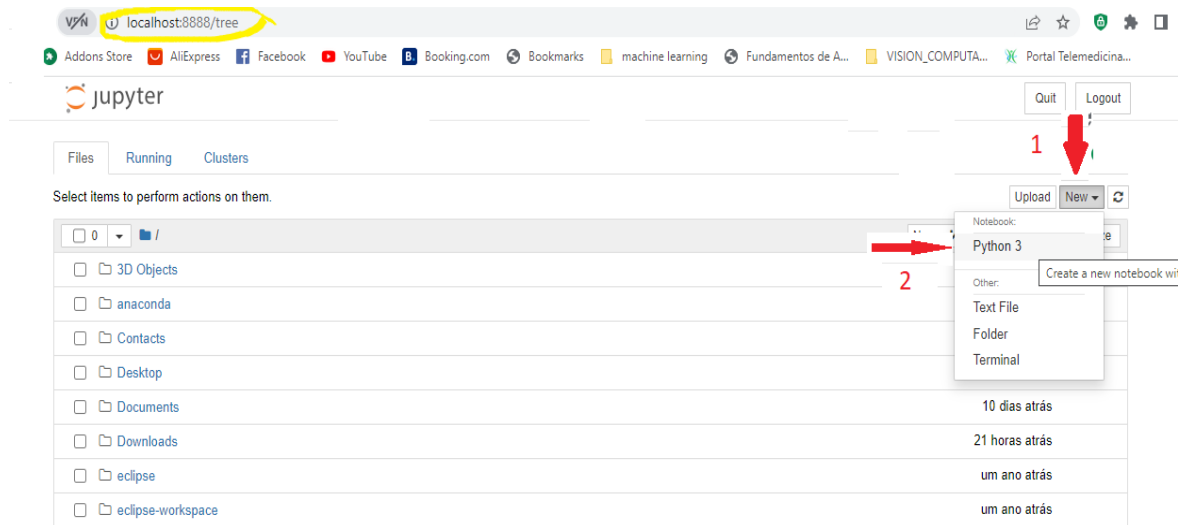 VPN localhost:8888/tree
Addons Store AliExpress Facebook YouTube B. Booking.com Bookmarks machine learning Fundamentos de A... VISION_COMPUTA... Portal Telemedicina...
jupyter Quit Logout
1
Files Running Clusters
Select items to perform actions on them. Upload New
0 /
Notebook:
Python 3
2
Create a new notebook wit
Other:
Text File
Folder
Terminal
3D Objects
anaconda
Contacts
Desktop
Documents 10 dias atrás
Downloads 21 horas atrás
eclipse um ano atrás
eclipse-workspace um ano atrás